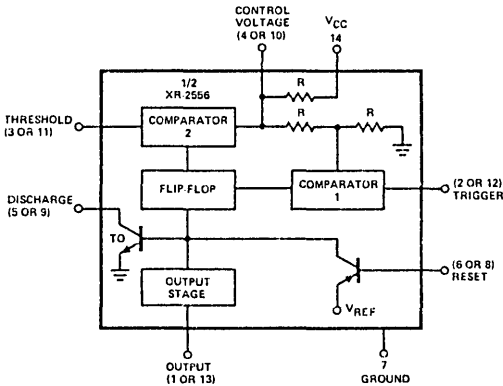 CONTROL
VOLTAGE
(4 OR 10)
VCC
14
1/2
XR-2556
R
R
R
THRESHOLD
(3 OR 11)
COMPARATOR
2
DISCHARGE
(5 OR 9)
FLIP-FLOP
COMPARATOR
1
(2 OR 12)
TRIGGER
TO
OUTPUT
STAGE
(6 OR 8)
RESET
VREF
OUTPUT
(1 OR 13)
7
GROUND